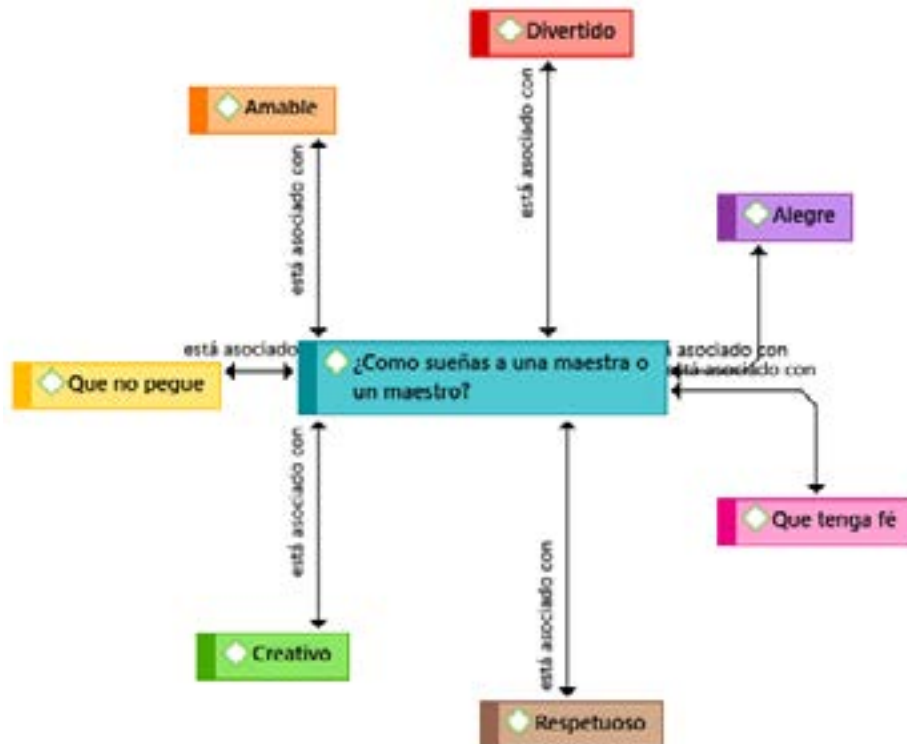 Divertido
está asociado con
Amable
está asociado con
Alegre
está asociado
¿Como sueñas a una maestra o
un maestro?
asociado con
está asociado con
Que no pegue
está asociado con
Que tenga fé
está asociado con
Creativo
Respetuoso